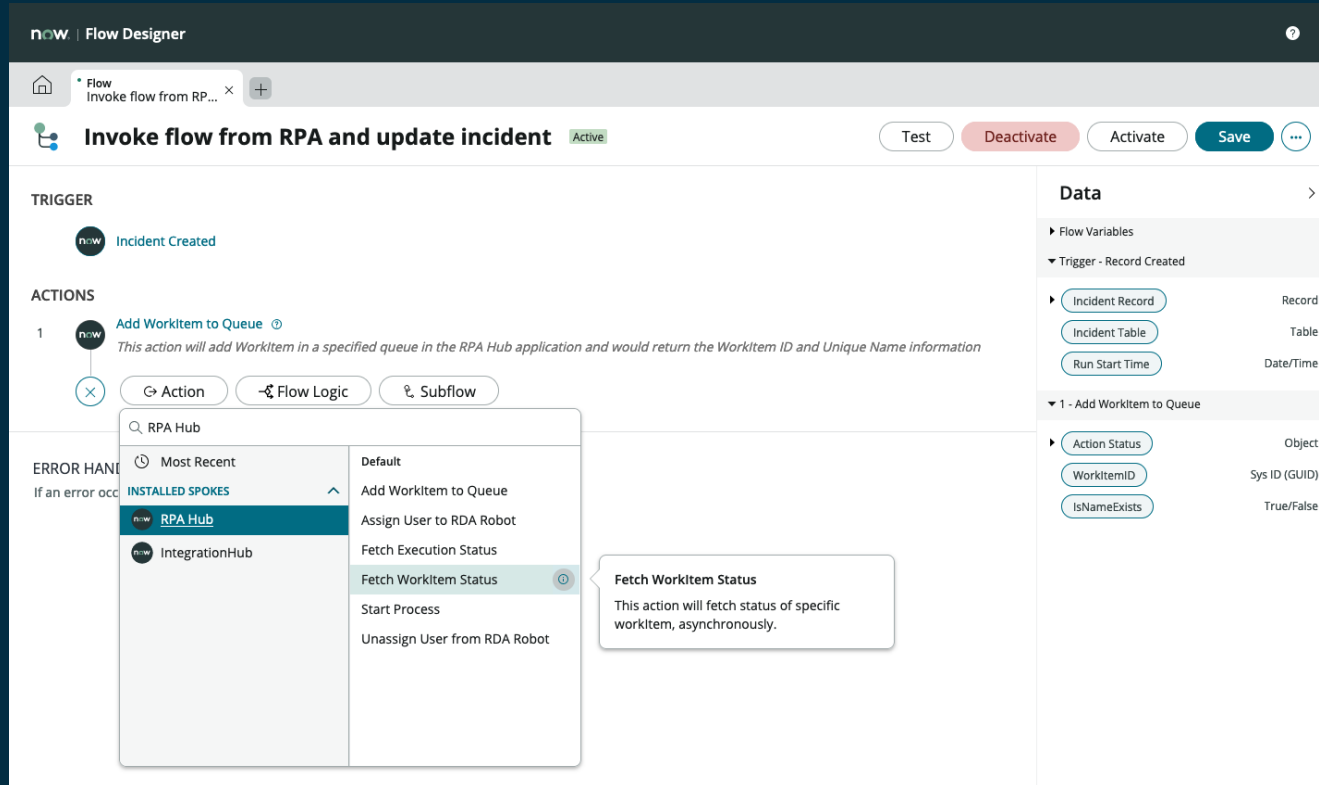 now. | Flow Designer
?
Flow
Invoke flow from RP...
Invoke flow from RPA and update incident
Active
Test
Deactivate
Activate
Save
...
TRIGGER
now
Incident Created
ACTIONS
1
now
Add WorkItem to Queue
?
This action will add WorkItem in a specified queue in the RPA Hub application and would return the WorkItem ID and Unique Name information
Action
Flow Logic
Subflow
RPA Hub
Most Recent
INSTALLED SPOKES
now
RPA Hub
now
IntegrationHub
Default
Add WorkItem to Queue
Assign User to RDA Robot
Fetch Execution Status
Fetch WorkItem Status
Start Process
Unassign User from RDA Robot
Fetch WorkItem Status
This action will fetch status of specific
workItem, asynchronously.
ERROR HAND
If an error occ
Data
Flow Variables
Trigger - Record Created
Incident Record
Record
Incident Table
Table
Run Start Time
Date/Time
1 - Add WorkItem to Queue
Action Status
Object
WorkItemID
Sys ID (GUID)
IsNameExists
True/False